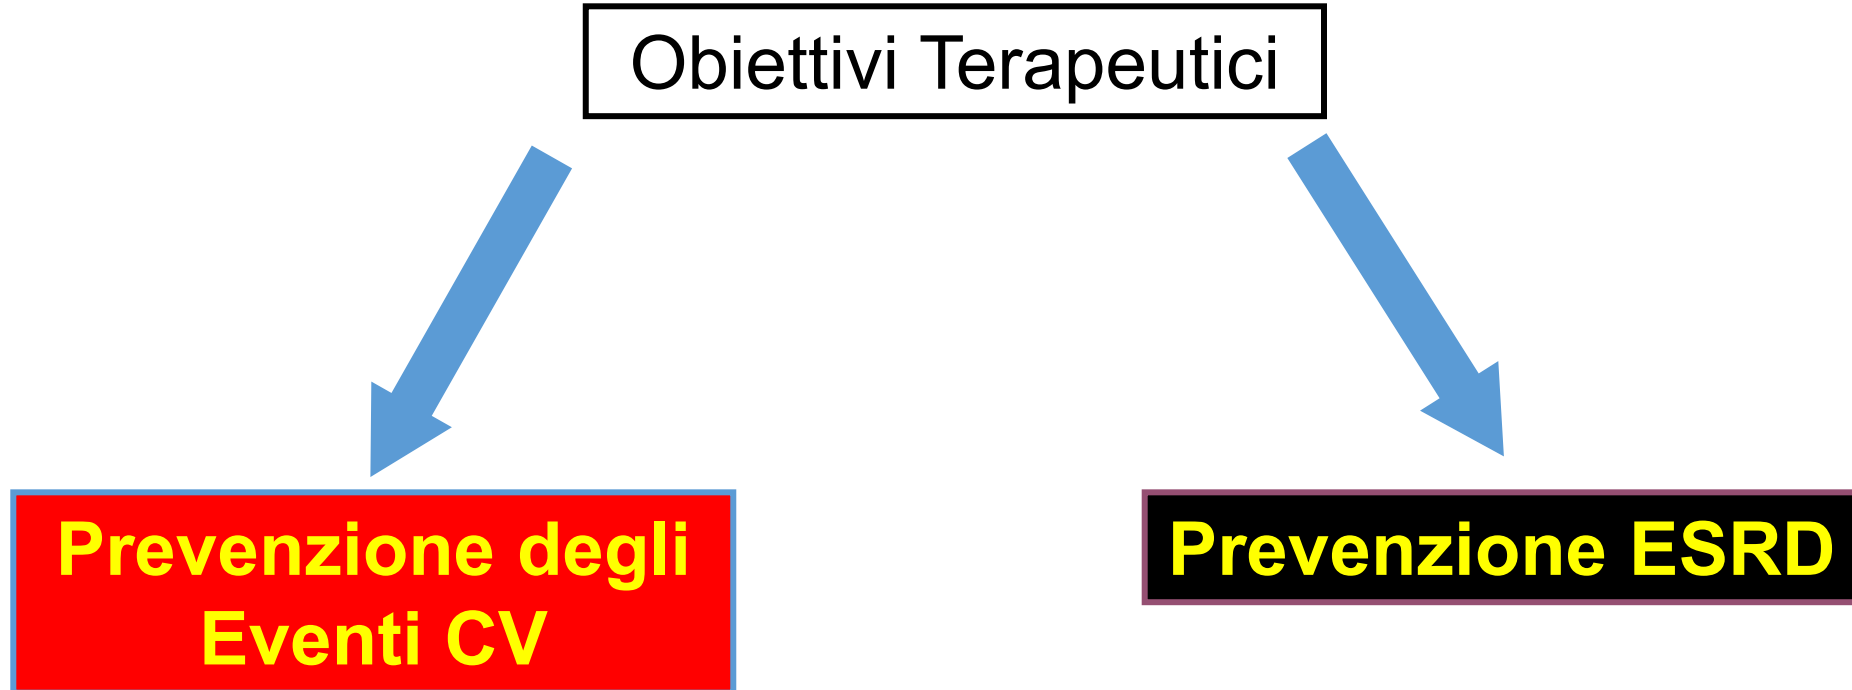 Obiettivi Terapeutici
Prevenzione degli
Eventi CV
Prevenzione ESRD